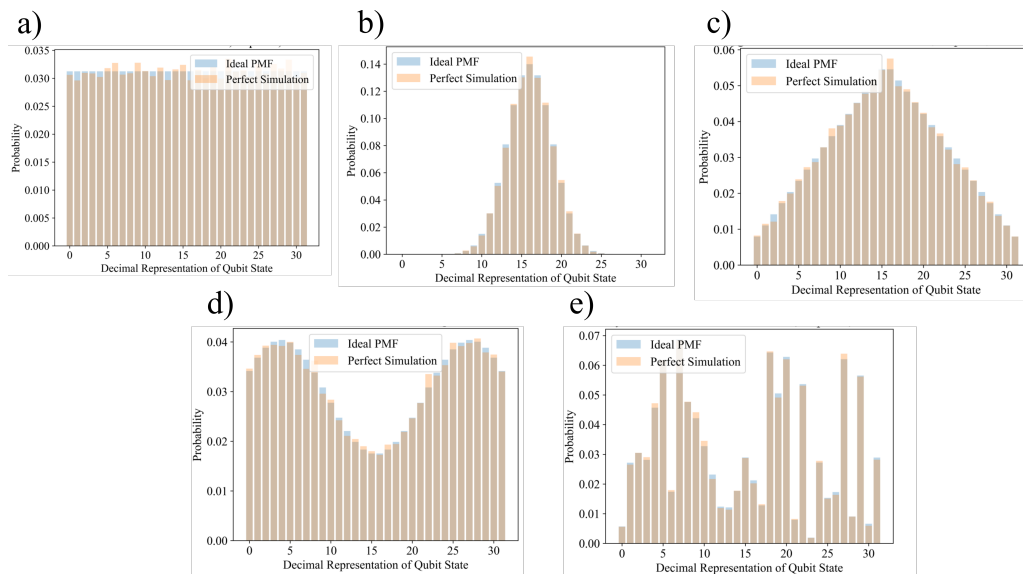 a)
b)
c)
0.035
0.030
0.025
0.020
0.015
0.010
0.005
0.000
Probability
Ideal PMF
Perfect Simulation
0 5 10 15 20 25 30
Decimal Representation of Qubit State
0.14
0.12
0.10
0.08
0.06
0.04
0.02
0.00
Probability
Ideal PMF
Perfect Simulation
0 5 10 15 20 25 30
Decimal Representation of Qubit State
0.06
0.05
0.04
0.03
0.02
0.01
0.00
Probability
Ideal PMF
Perfect Simulation
0 5 10 15 20 25 30
Decimal Representation of Qubit State
d)
e)
0.04
0.03
0.02
0.01
0.00
Probability
Ideal PMF
Perfect Simulation
0 5 10 15 20 25 30
Decimal Representation of Qubit State
0.07
0.06
0.05
0.04
0.03
0.02
0.01
0.00
Probability
Ideal PMF
Perfect Simulation
0 5 10 15 20 25 30
Decimal Representation of Qubit State